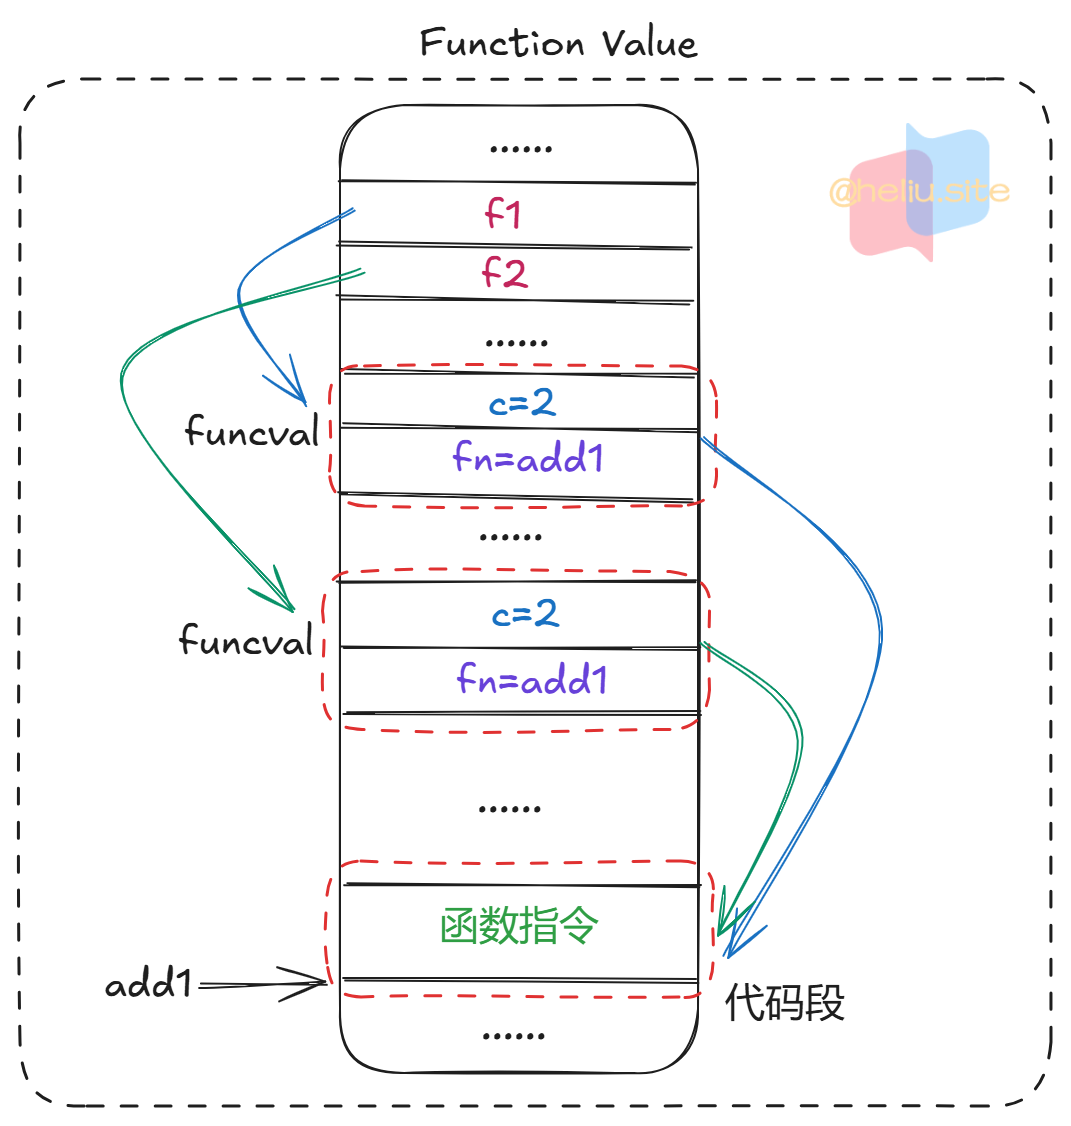 Function Value
......
@heliu.site
f1
f2
......
c=2
funcval
fn=add1
......
c=2
funcval
fn=add1
......
函数指令
add1
代码段
......